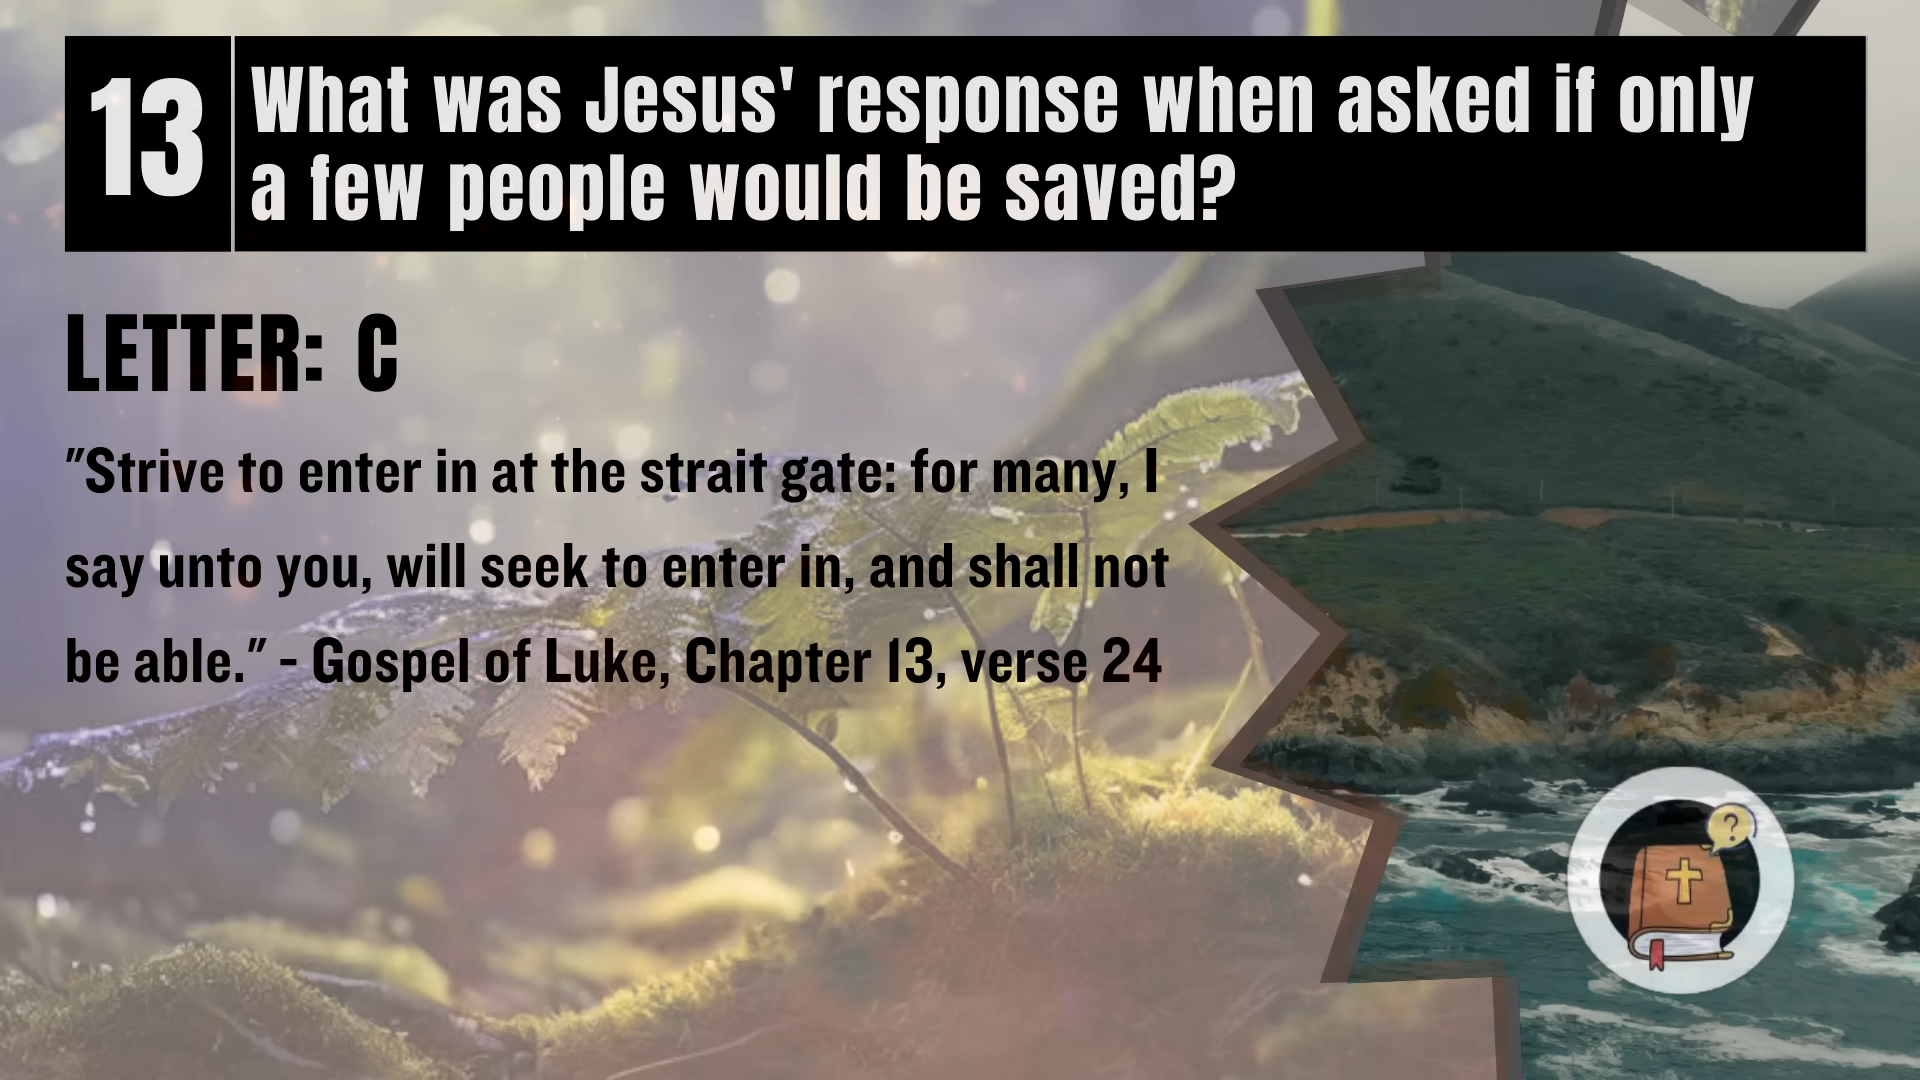 13
What was Jesus' response when asked if only
a few people would be saved?
LETTER: C
"Strive to enter in at the strait gate: for many, I
say unto you, will seek to enter in, and shall not
be able." - Gospel of Luke, Chapter 13, verse 24
?